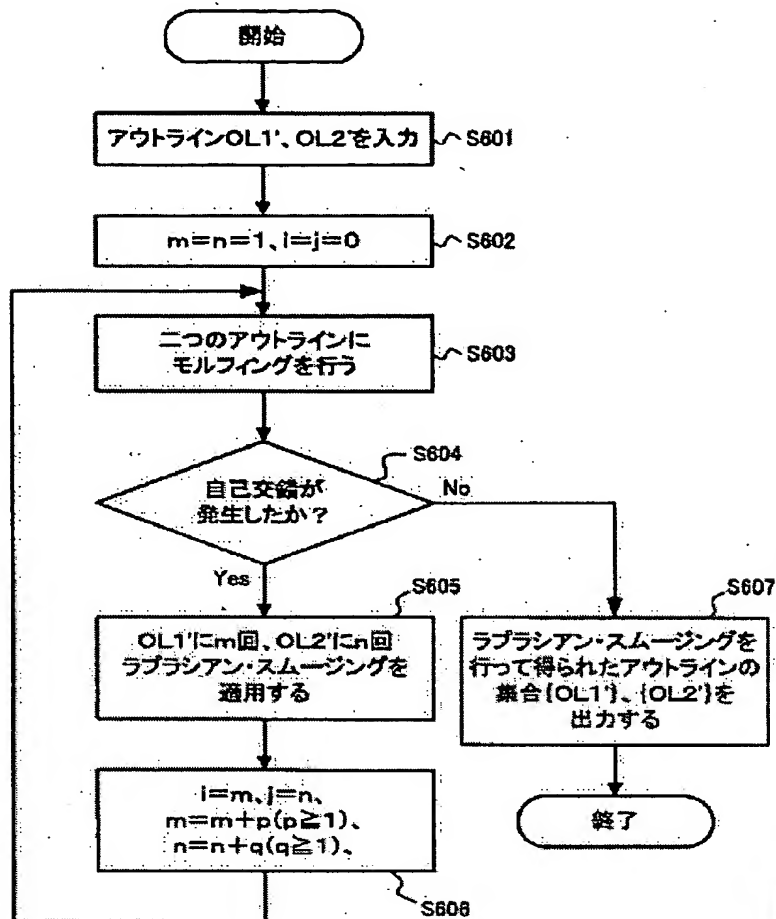 開始
アウトラインOL1'、OL2'を入力
S601
m=n=1、i=j=0
S602
二つのアウトラインに
モルフィングを行う
S603
S604
自己交錯が
発生したか?
No
Yes
S605
OL1'にm回、OL2'にn回
ラプラシアン・スムージングを
適用する
S607
ラプラシアン・スムージングを
行って得られたアウトラインの
集合{OL1'}、{OL2'}を
出力する
i=m、j=n、
m=m+p(p≧1)、
n=n+q(q≧1)、
S606
終了